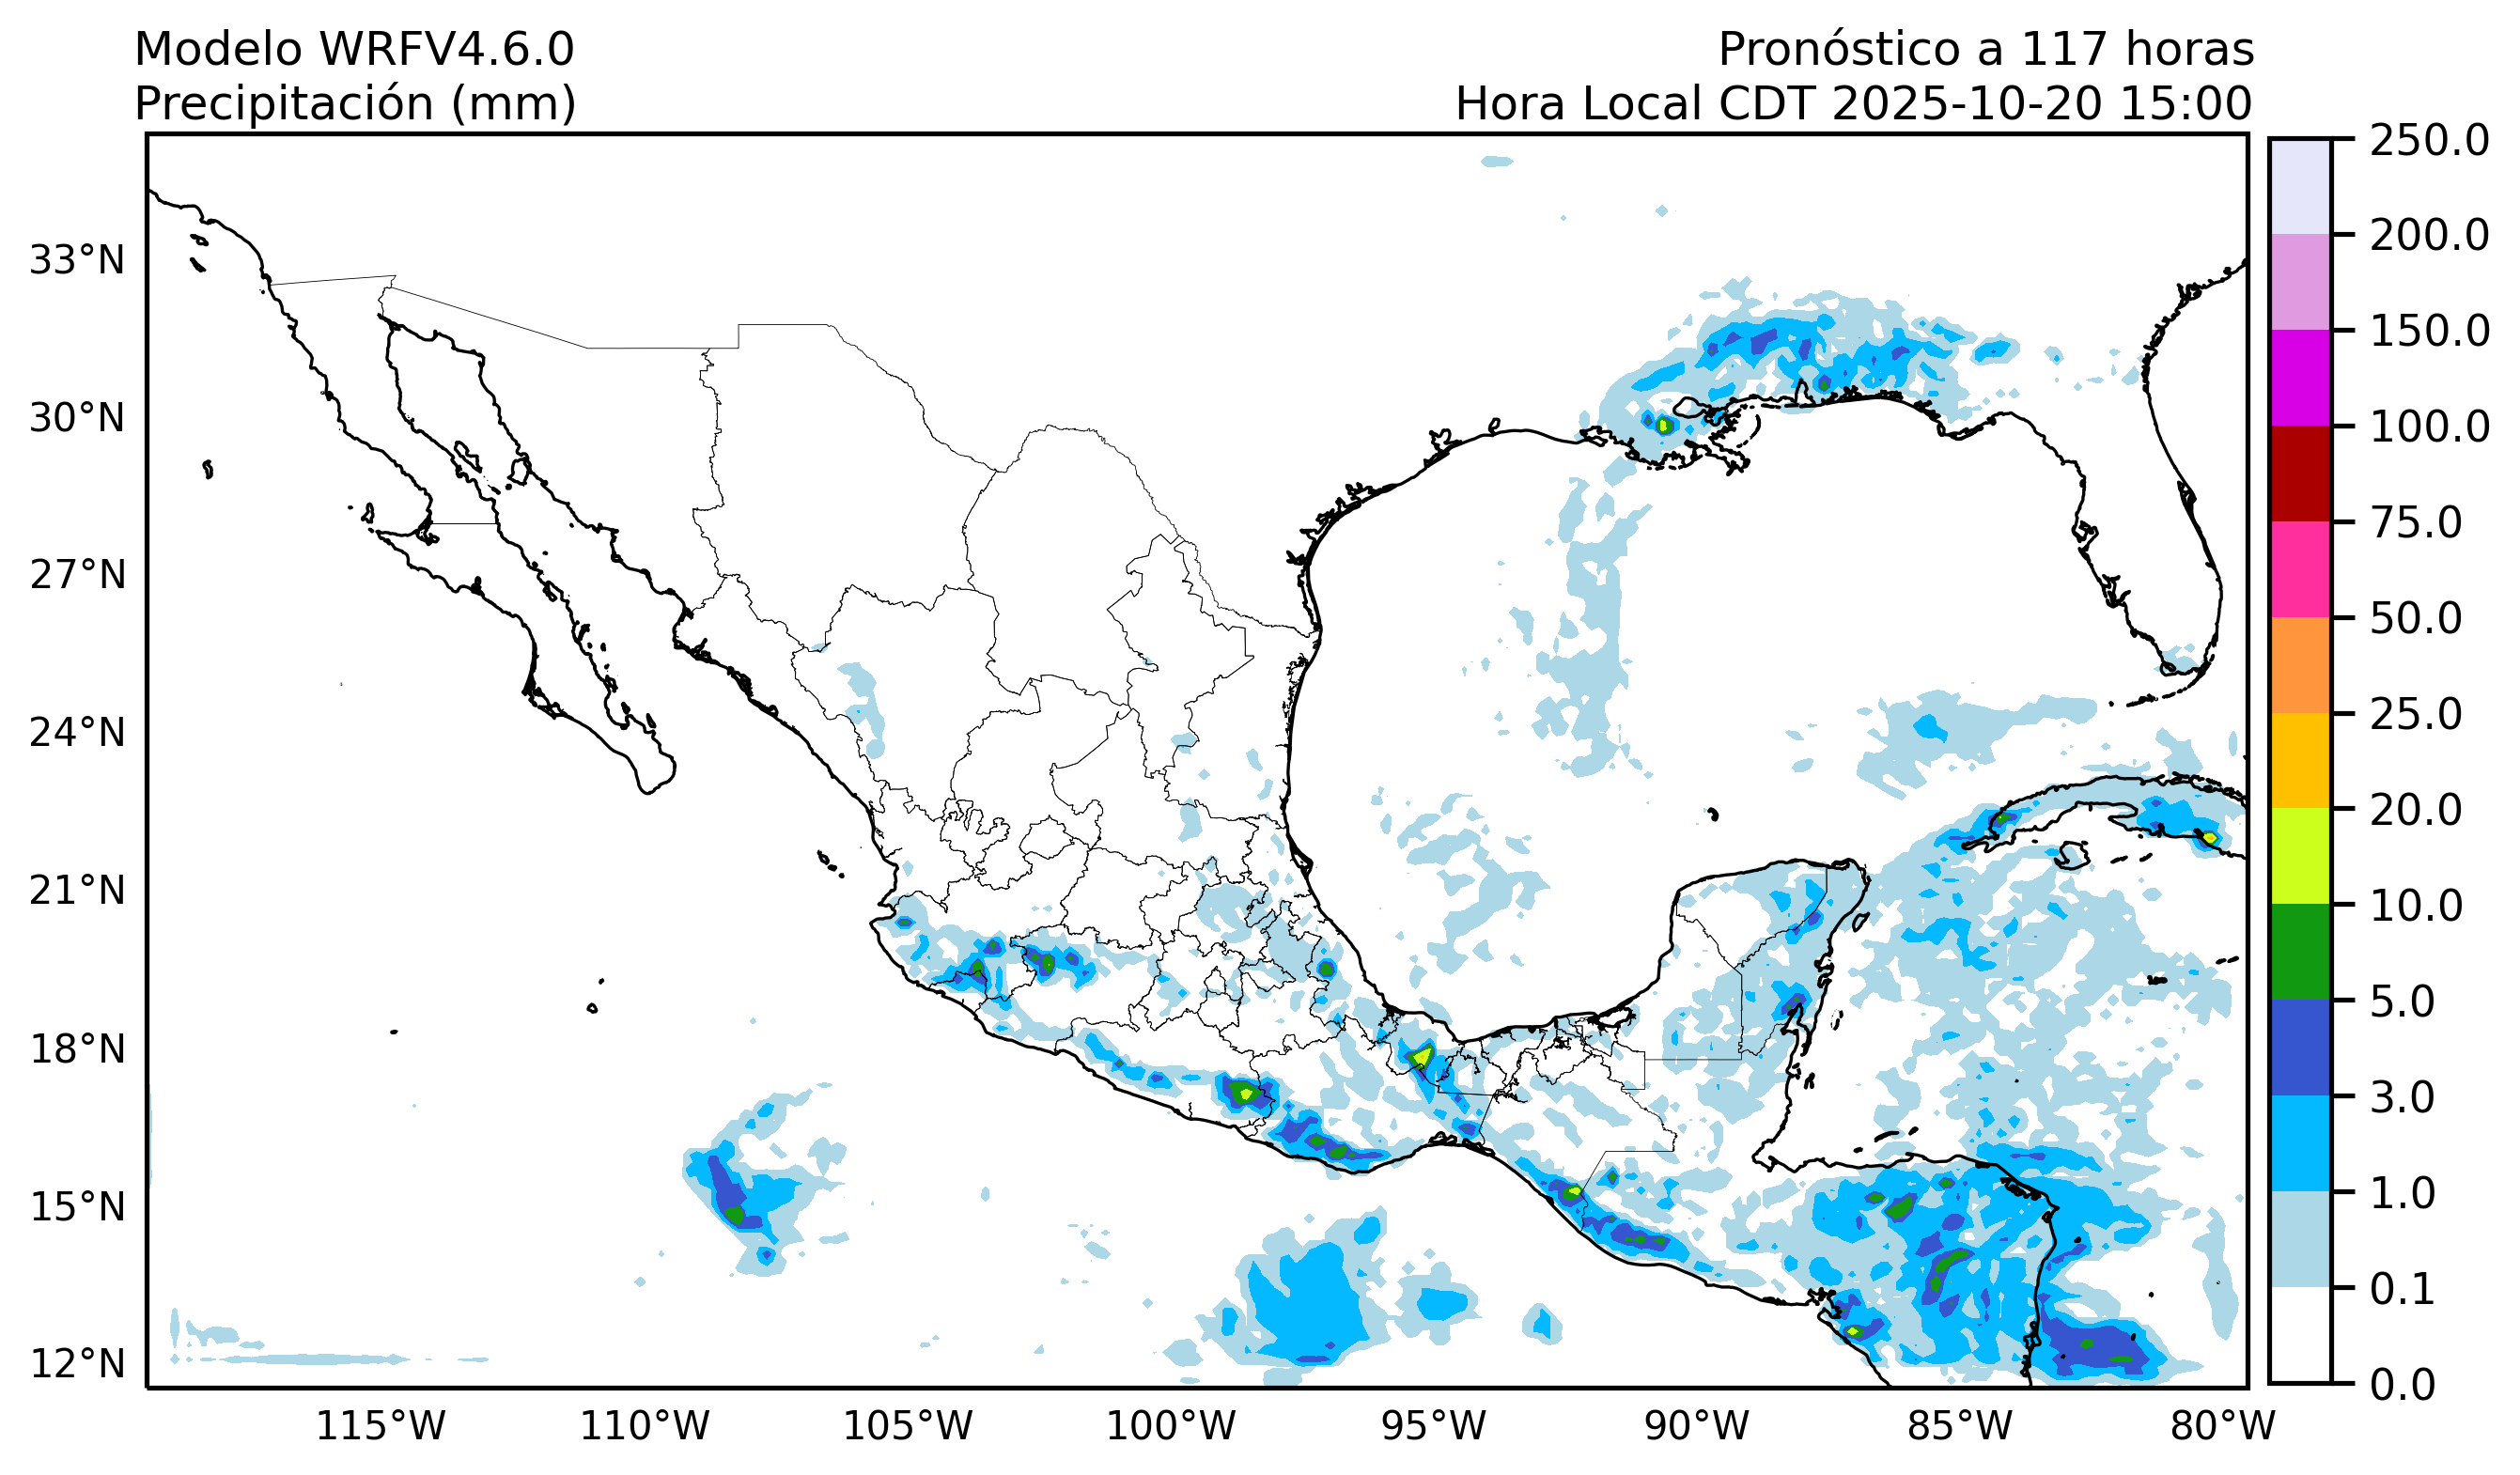 Modelo WRFV4.6.0
Precipitación (mm)
Pronóstico a 117 horas
Hora Local CDT 2025-10-20 15:00
33°N
30°N
27°N
24°N
21°N
18°N
15°N
12°N
115°W
110°W
105°W
100°W
95°W
90°W
85°W
80°W
250.0
200.0
150.0
100.0
75.0
50.0
25.0
20.0
10.0
5.0
3.0
1.0
0.1
0.0